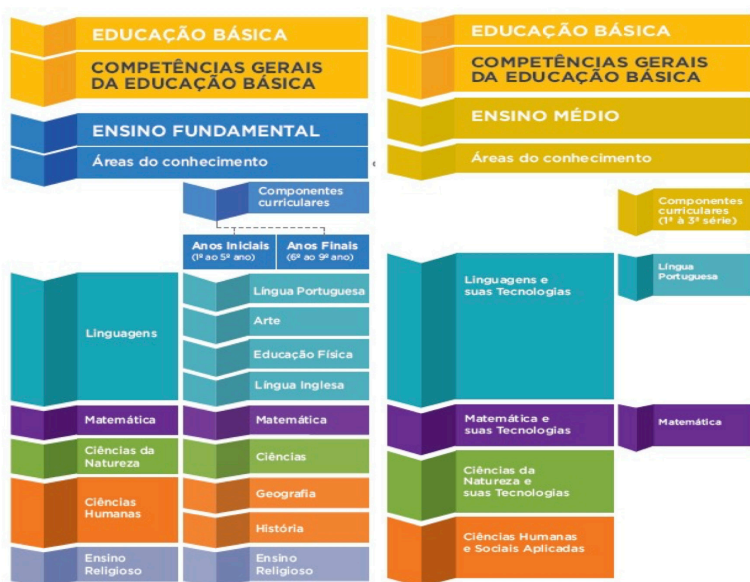 EDUCAÇÃO BÁSICA
COMPETÊNCIAS GERAIS
DA EDUCAÇÃO BÁSICA
ENSINO FUNDAMENTAL
Áreas do conhecimento
Componentes
curriculares
Anos Iniciais
(1º ao 5º ano)
Anos Finais
(6º ao 9º ano)
Linguagens
Língua Portuguesa
Arte
Educação Física
Língua Inglesa
Matemática
Matemática
Ciências da
Natureza
Ciências
Ciências
Humanas
Geografia
História
Ensino
Religioso
Ensino
Religioso
EDUCAÇÃO BÁSICA
COMPETÊNCIAS GERAIS
DA EDUCAÇÃO BÁSICA
ENSINO MÉDIO
Áreas do conhecimento
Componentes
curriculares
(1ª à 3ª série)
Linguagens e
suas Tecnologias
Língua
Portuguesa
Matemática e
suas Tecnologias
Matemática
Ciências da
Natureza e
suas Tecnologias
Ciências Humanas
e Sociais Aplicadas